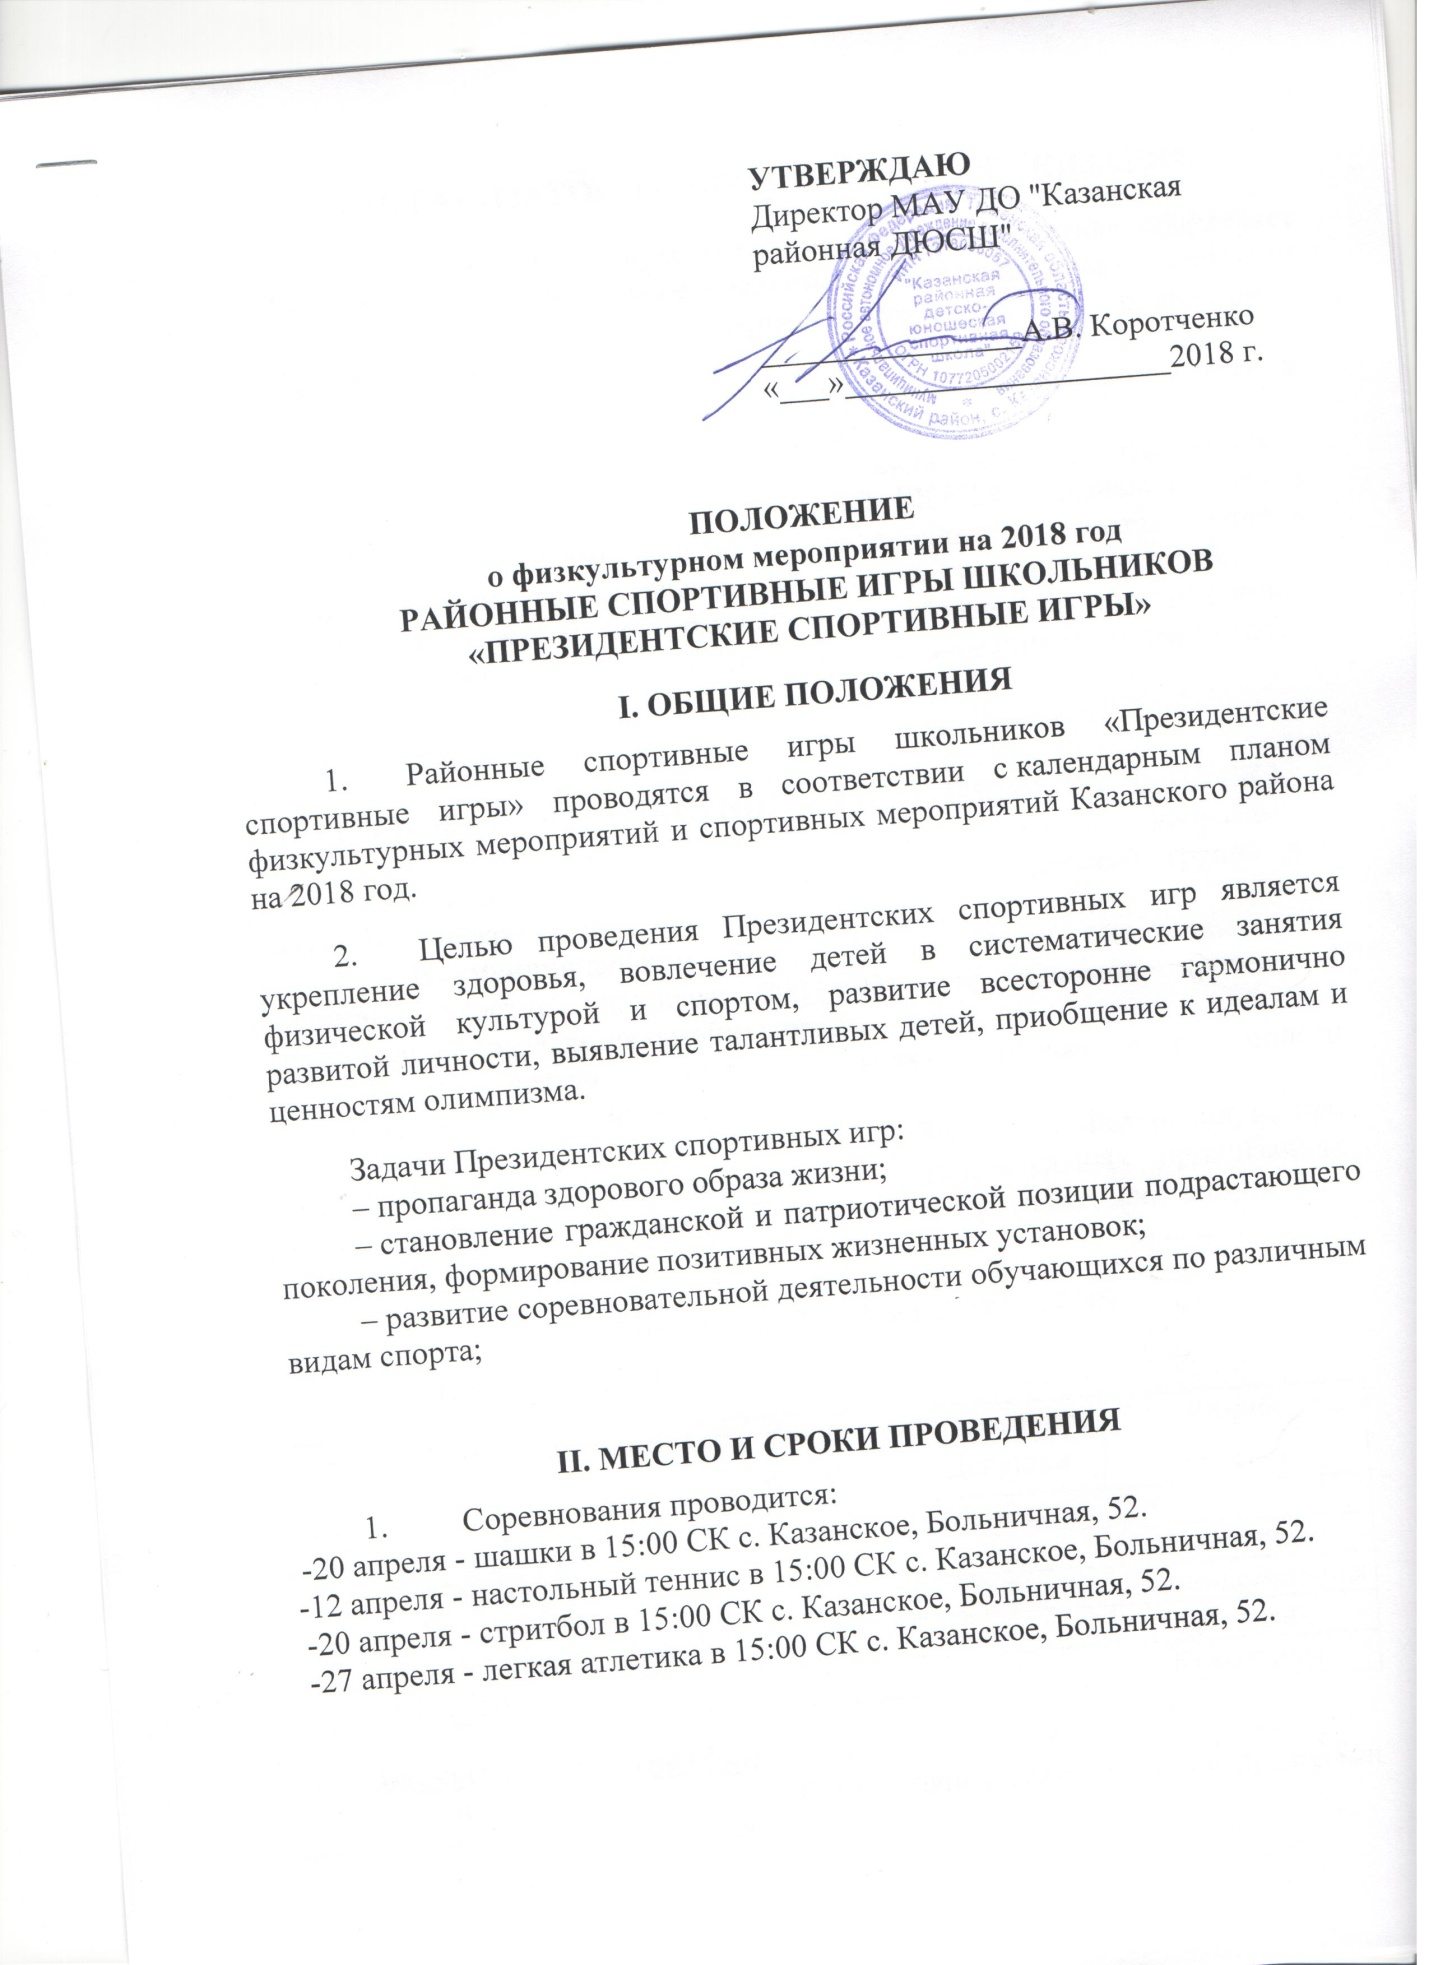 УТВЕРЖДАЮ
Директор МАУ ДО "Казанская
районная ДЮСШ"
А.В. Коротченко
«___»____________________2018 г.
"Казанская
районная
детско-
юношеская
спортивная
школа"
ПОЛОЖЕНИЕ
о физкультурном мероприятии на 2018 год
РАЙОННЫЕ СПОРТИВНЫЕ ИГРЫ ШКОЛЬНИКОВ
«ПРЕЗИДЕНТСКИЕ СПОРТИВНЫЕ ИГРЫ»
I. ОБЩИЕ ПОЛОЖЕНИЯ
1. Районные спортивные игры школьников «Президентские
спортивные игры» проводятся в соответствии с календарным планом
физкультурных мероприятий и спортивных мероприятий Казанского района
на 2018 год.
2. Целью проведения Президентских спортивных игр является
укрепление здоровья, вовлечение детей в систематические занятия
физической культурой и спортом, развитие всесторонне гармонично
развитой личности, выявление талантливых детей, приобщение к идеалам и
ценностям олимпизма.
Задачи Президентских спортивных игр:
– пропаганда здорового образа жизни;
– становление гражданской и патриотической позиции подрастающего
поколения, формирование позитивных жизненных установок;
– развитие соревновательной деятельности обучающихся по различным
видам спорта;
II. МЕСТО И СРОКИ ПРОВЕДЕНИЯ
1. Соревнования проводится:
-20 апреля - шашки в 15:00 СК с. Казанское, Больничная, 52.
-12 апреля - настольный теннис в 15:00 СК с. Казанское, Больничная, 52.
-20 апреля - стритбол в 15:00 СК с. Казанское, Больничная, 52.
-27 апреля - легкая атлетика в 15:00 СК с. Казанское, Больничная, 52.